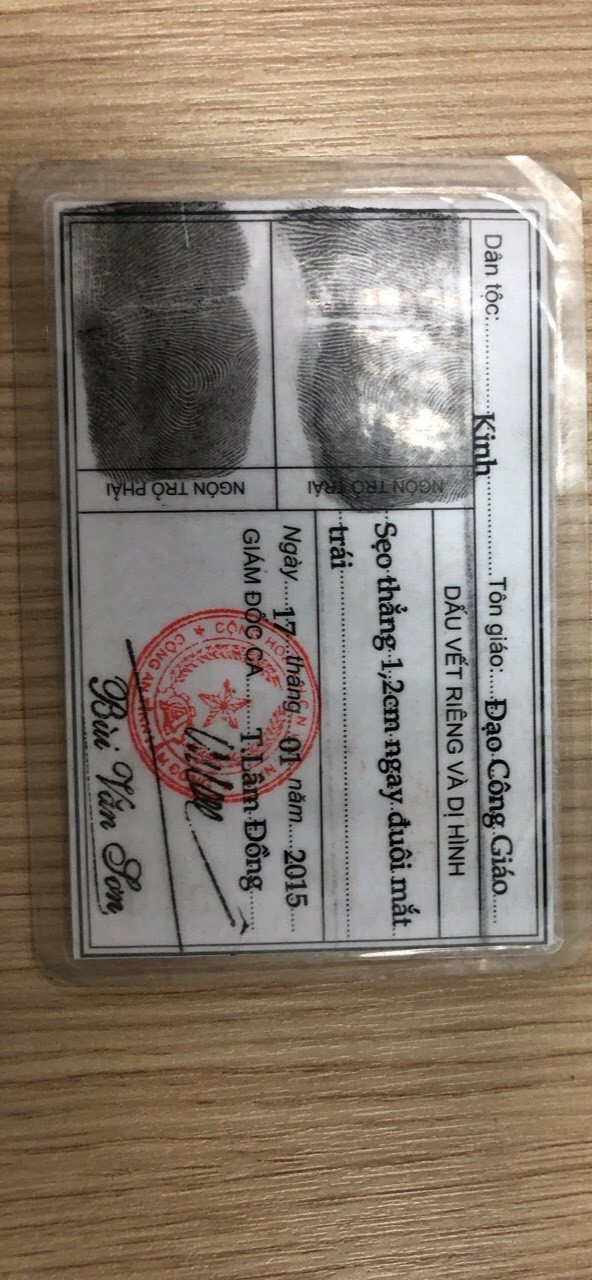 Dân tộc:..........Kinh..........Tôn giáo:....Đạo Công Giáo.....
DẤU VẾT RIÊNG VÀ DỊ HÌNH
Sẹo thẳng 1,2cm ngay đuôi mắt
trái
NGÓN TRỎ TRÁI
NGÓN TRỎ PHẢI
Ngày....17..tháng...01..năm....2015....
GIÁM ĐỐC CA.......T.Lâm Đồng.....
Bùi Văn Sơn